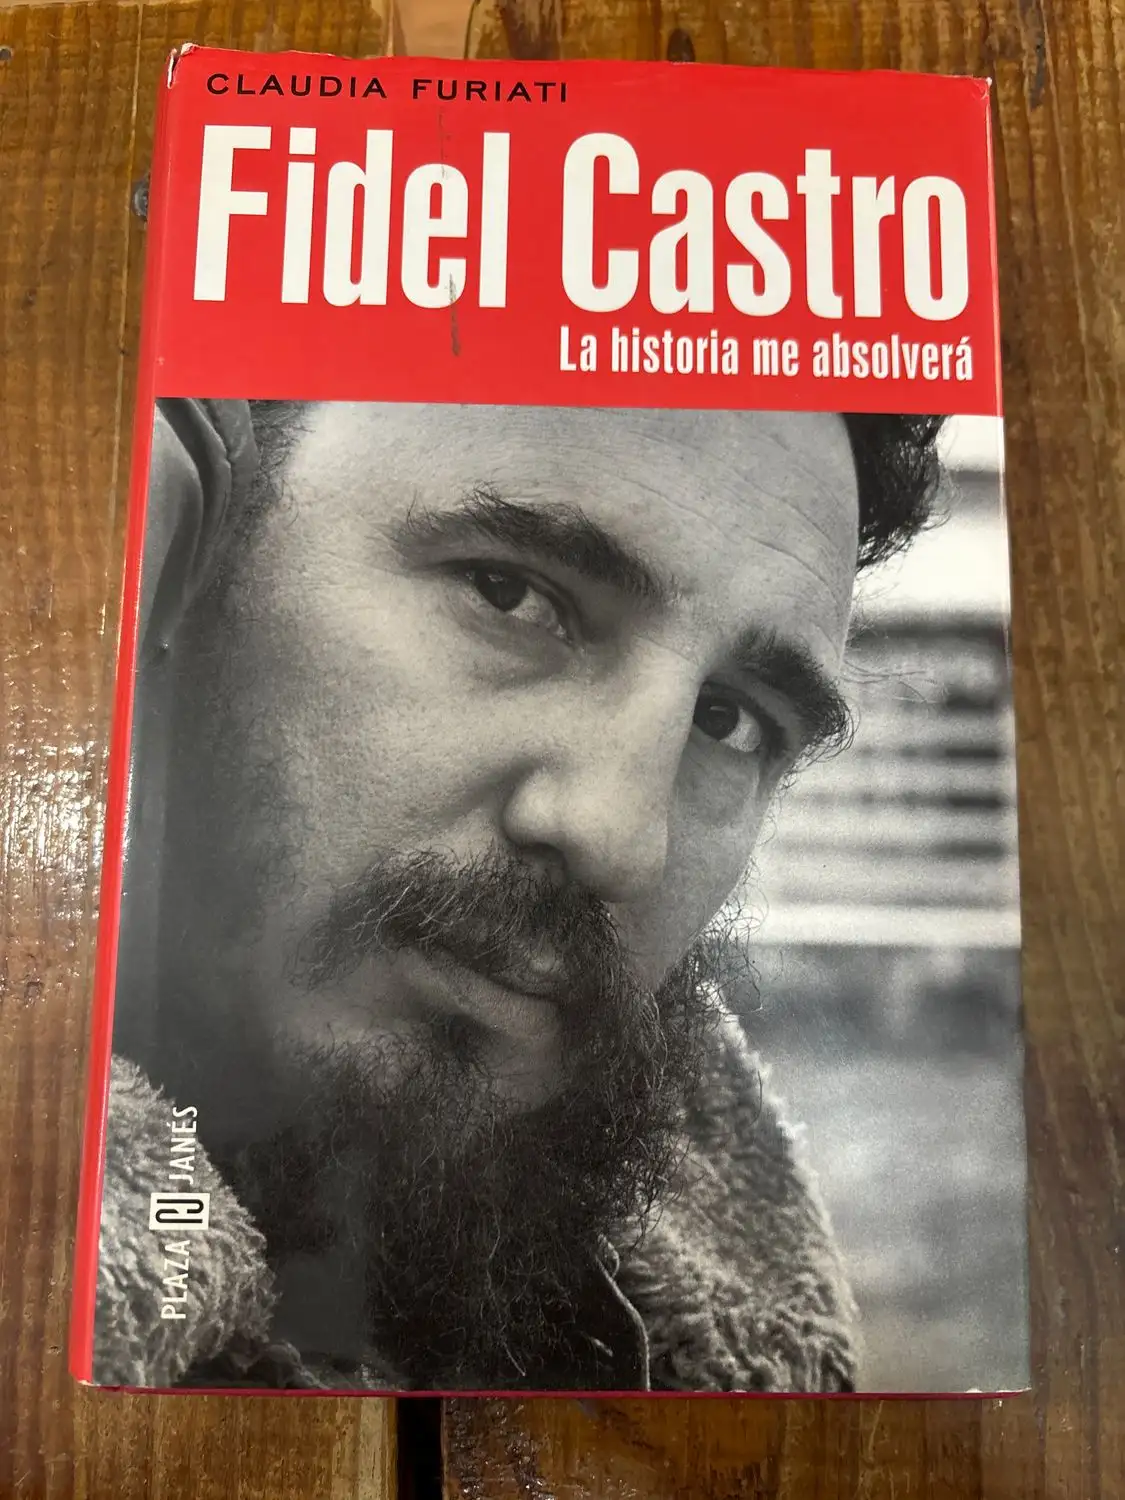 CLAUDIA FURIATI
Fidel Castro
La historia me absolverá
PLAZA JANÉS